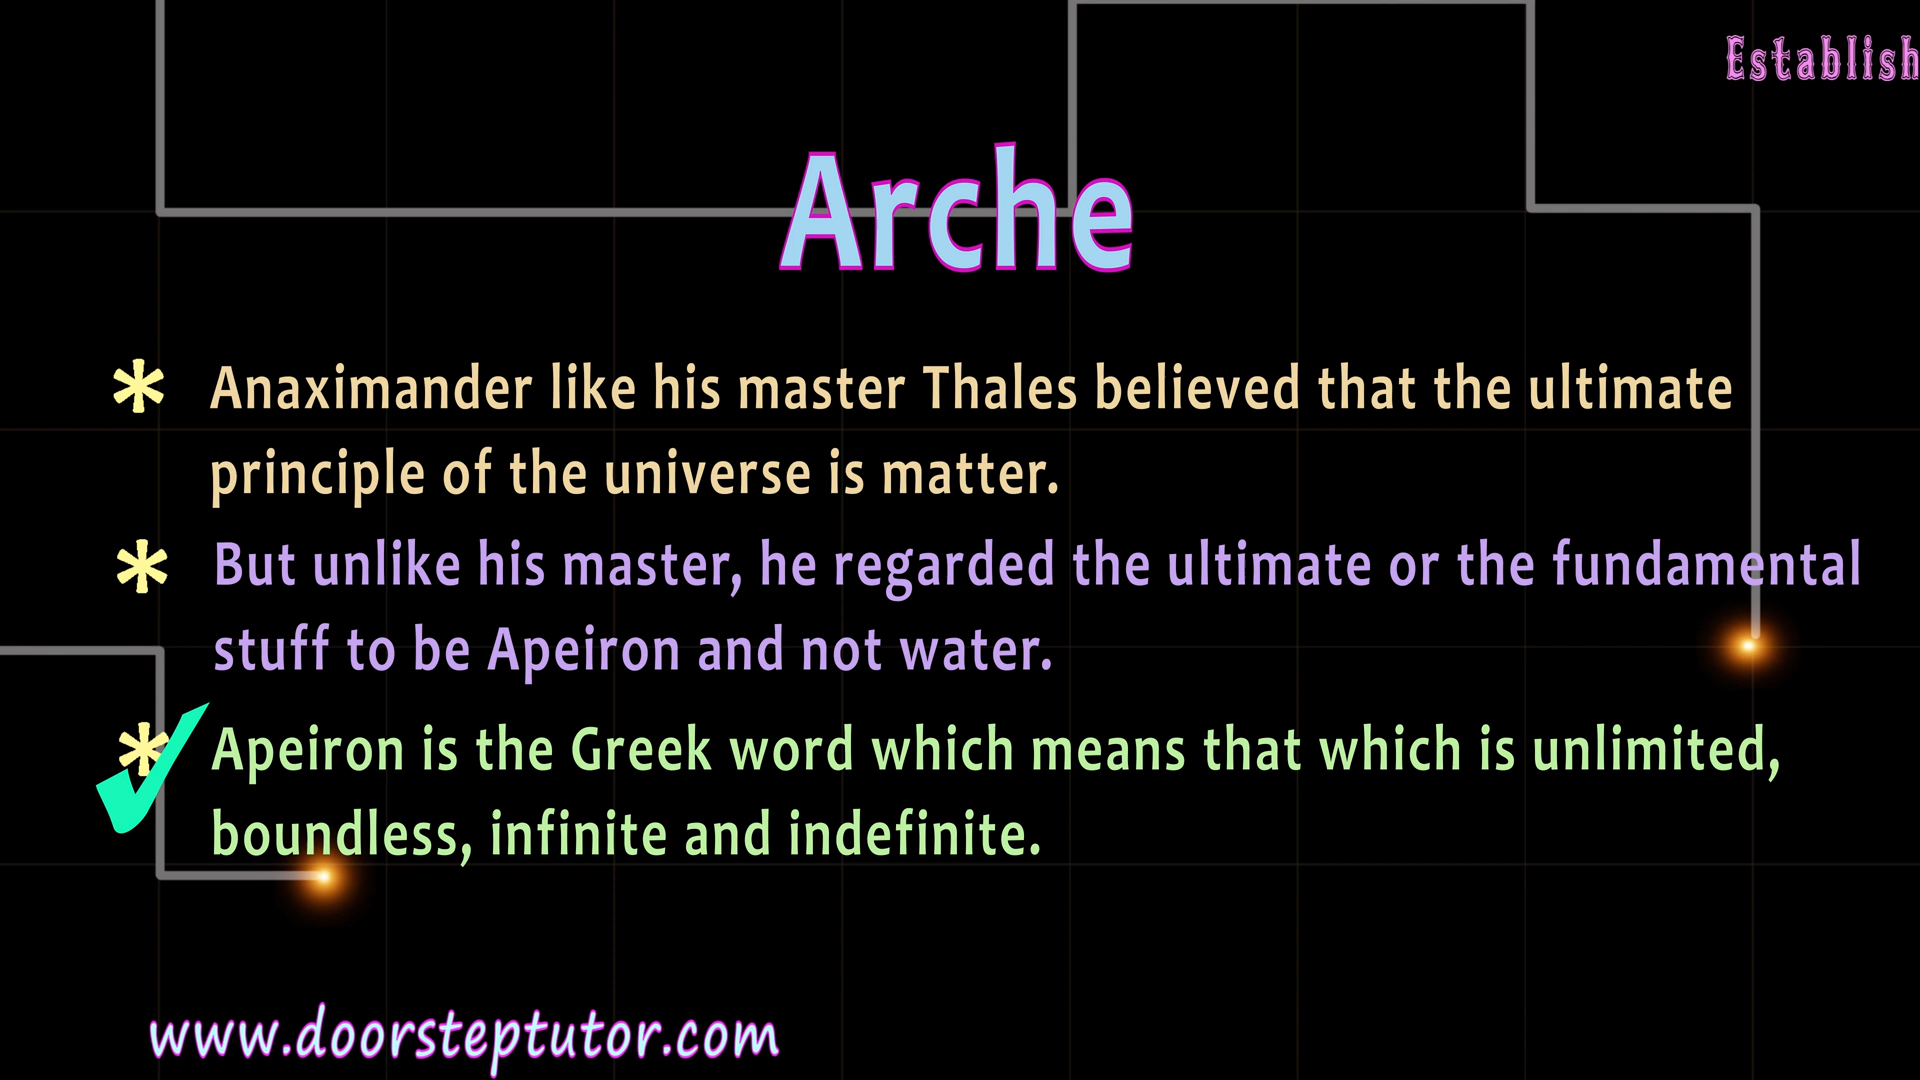 Establish
Arche
* Anaximander like his master Thales believed that the ultimate
principle of the universe is matter.
* But unlike his master, he regarded the ultimate or the fundamental
stuff to be Apeiron and not water.
* Apeiron is the Greek word which means that which is unlimited,
boundless, infinite and indefinite.
www.doorsteptutor.com